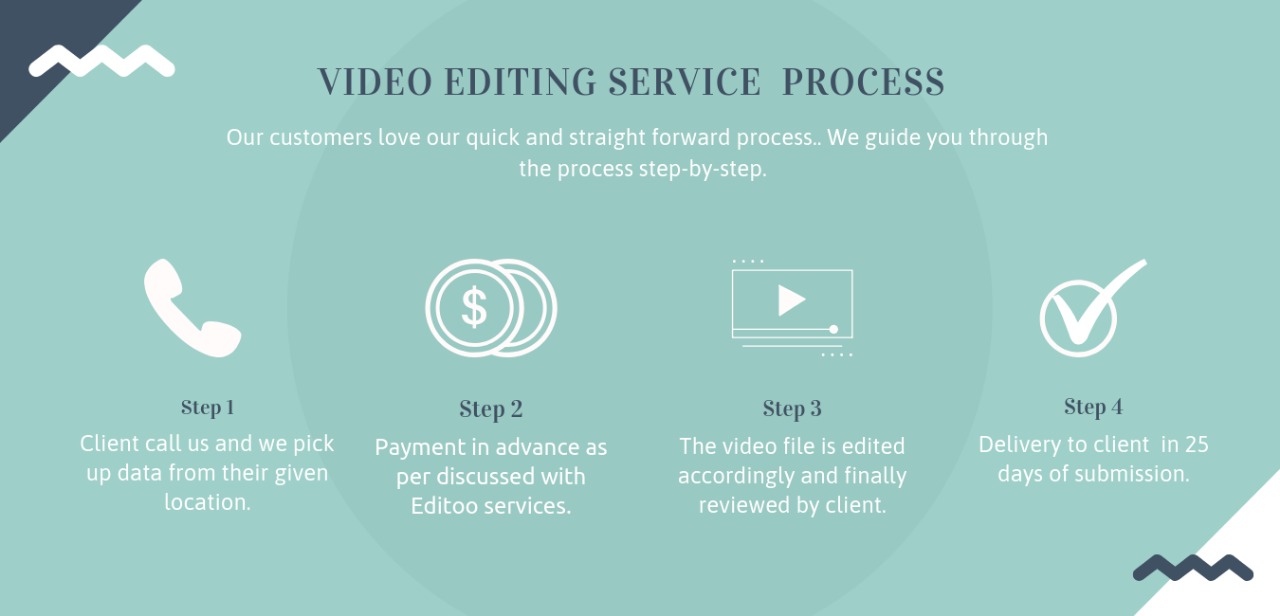 VIDEO EDITING SERVICE  PROCESS
Our customers love our quick and straight forward process.. We guide you through
the process step-by-step.
$
Step 1
Client call us and we pick
up data from their given
location.
Step 2
Payment in advance as
per discussed with
Editoo services.
Step 3
The video file is edited
accordingly and finally
reviewed by client.
Step 4
Delivery to client  in 25
days of submission.